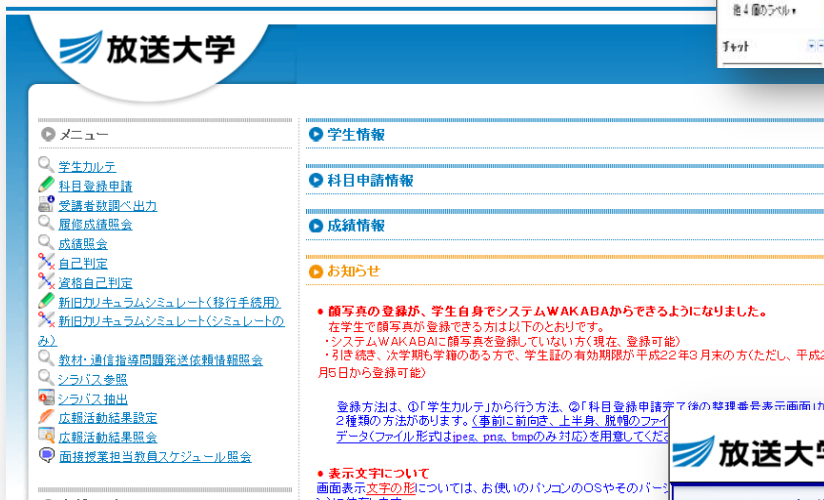 他4個のラベル▼
チャット
放送大学
メニュー
学生カルテ
科目登録申請
受講者数調べ出力
履修成績照会
成績照会
自己判定
資格自己判定
新旧カリキュラムシミュレート(移行手続用)
新旧カリキュラムシミュレート(シミュレートの
み)
教材・通信指導問題発送依頼情報照会
シラバス参照
シラバス抽出
広報活動結果設定
広報活動結果照会
面接授業担当教員スケジュール照会
学生情報
科目申請情報
成績情報
お知らせ
● 顔写真の登録が、学生自身でシステムWAKABAからできるようになりました。
在学生で顔写真が登録できる方は以下のとおりです。
・システムWAKABAに顔写真を登録していない方(現在、登録可能)
・引き続き、次学期も学籍のある方で、学生証の有効期限が平成22年3月末の方(ただし、平成2
月5日から登録可能)
登録方法は、①「学生カルテ」から行う方法、②「科目登録申請完了後の整理番号表示画面」か
2種類の方法があります。(事前に前向き、上半身、脱帽のファイ
データ(ファイル形式はjpeg、png、bmpのみ対応)を用意してくだ
● 表示文字について
画面表示文字の形については、お使いのパソコンのOSやそのバージ
放送大学